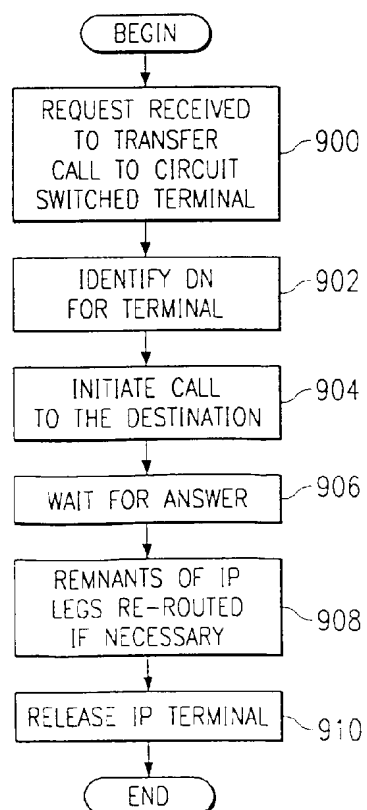 BEGIN
REQUEST RECEIVED
TO TRANSFER
CALL TO CIRCUIT
SWITCHED TERMINAL
900
IDENTIFY DN
FOR TERMINAL
902
INITIATE CALL
TO THE DESTINATION
904
WAIT FOR ANSWER
906
REMNANTS OF IP
LEGS RE-ROUTED
IF NECESSARY
908
RELEASE IP TERMINAL
910
END